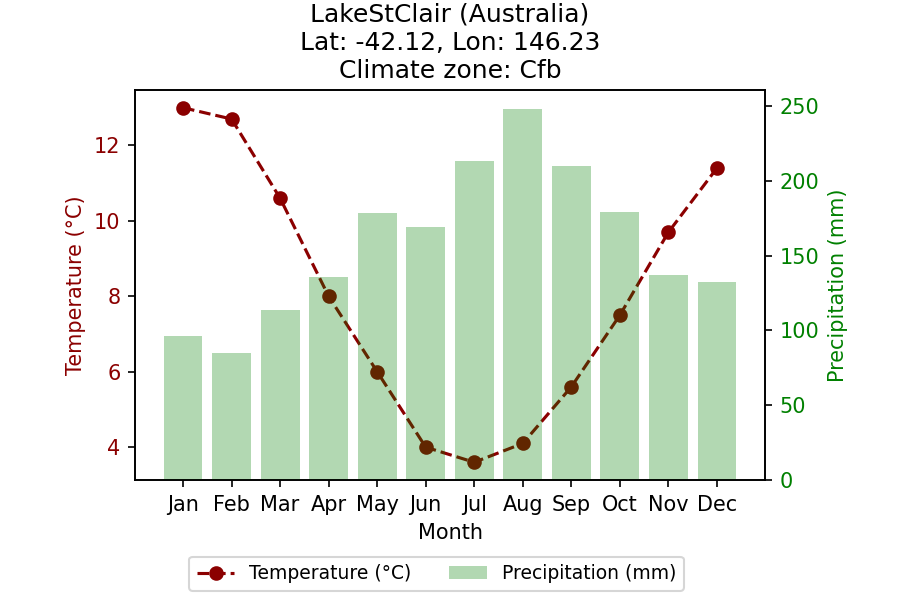 LakeStClair (Australia)
Lat: -42.12, Lon: 146.23
Climate zone: Cfb
Temperature (°C)
12
10
8
6
4
250
200
150
100
50
0
Precipitation (mm)
Jan Feb Mar Apr May Jun Jul Aug Sep Oct Nov Dec
Month
Temperature (°C) Precipitation (mm)